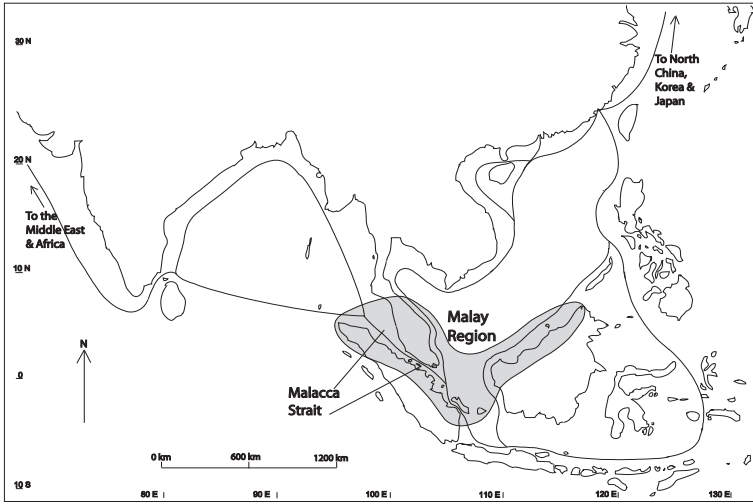 30 N
To North
China,
Korea &
Japan
20 N
To the
Middle East
& Africa
10 N
Malay
Region
N
0
Malacca
Strait
0 km 600 km 1200 km
10 S
80 E 90 E 100 E 110 E 120 E 130 E